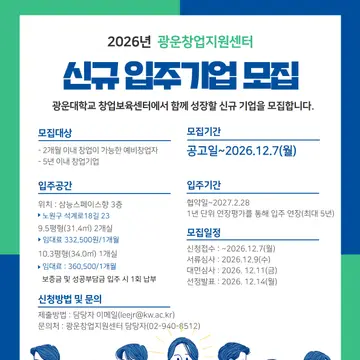 2026년 광운창업지원센터
신규 입주기업 모집
광운대학교 창업보육센터에서 함께 성장할 신규 기업을 모집합니다.
모집대상
- 2개월 이내 창업이 가능한 예비창업자
- 5년 이내 창업기업
모집기간
공고일~2026.12.7(월)
입주공간
위치 : 삼능스페이스향 3층
▸ 노원구 석계로18길 23
9.5평형(31.4㎡) 2개실
▸ 임대료 332,500원/1개월
10.3평형(34.0㎡) 1개실
▸ 임대료 : 360,500/1개월
보증금 및 성공부담금 입주 시 1회 납부
입주기간
협약일~2027.2.28
1년 단위 연장평가를 통해 입주 연장(최대 5년)
모집일정
신청접수 : ~2026.12.7(월)
서류심사 : 2026.12.9(수)
대면심사 : 2026. 12.11(금)
선정발표 : 2026. 12.14(월)
신청방법 및 문의
제출방법 : 담당자 이메일(leejr@kw.ac.kr)
문의처 : 광운창업지원센터 담당자(02-940-8512)